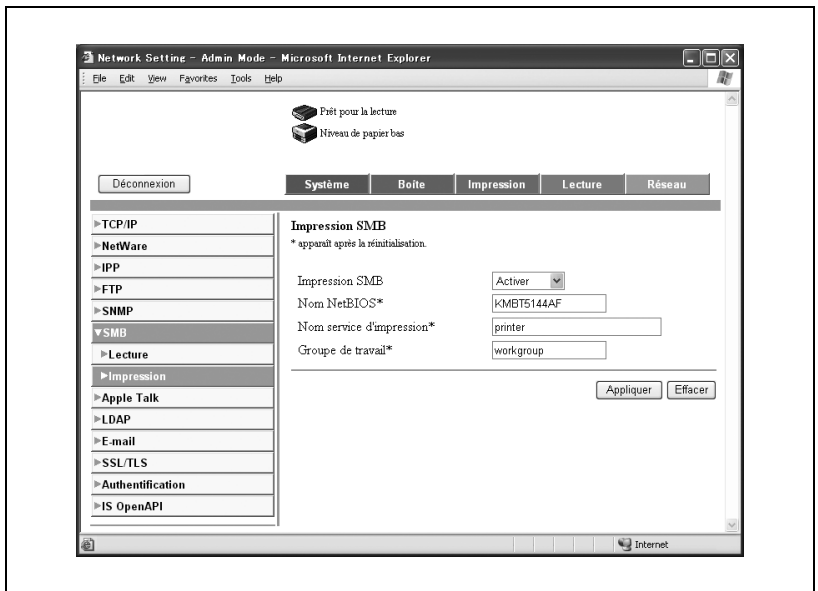 Network Setting - Admin Mode - Microsoft Internet Explorer
File Edit View Favorites Tools Help
Prêt pour la lecture
Niveau de papier bas
Déconnexion
Système Boîte Impression Lecture Réseau
TCP/IP
NetWare
IPP
FTP
SNMP
SMB
Lecture
Impression
Apple Talk
LDAP
E-mail
SSL/TLS
Authentification
IS OpenAPI
Impression SMB
* apparaît après la réinitialisation.
Impression SMB Activer
Nom NetBIOS* KMBT5144AF
Nom service d'impression* printer
Groupe de travail* workgroup
Appliquer Effacer
Internet